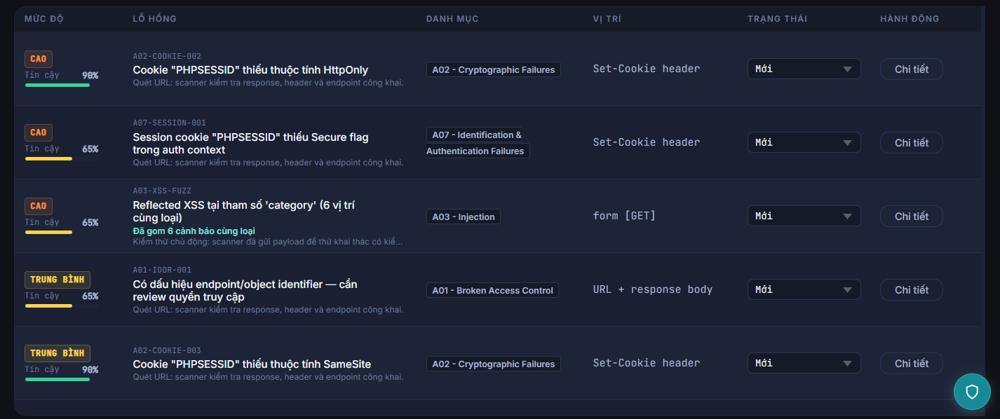 MỨC ĐỘ LỖ HỔNG DANH MỤC VỊ TRÍ TRẠNG THÁI HÀNH ĐỘNG
CAO
Tin cậy 90%
A02-COOKIE-002
Cookie "PHPSESSID" thiếu thuộc tính HttpOnly
Quét URL: scanner kiểm tra response, header và endpoint công khai.
A02 - Cryptographic Failures
Set-Cookie header
Mới
Chi tiết
CAO
Tin cậy 65%
A07-SESSION-001
Session cookie "PHPSESSID" thiếu Secure flag
trong auth context
Quét URL: scanner kiểm tra response, header và endpoint công khai.
A07 - Identification &
Authentication Failures
Set-Cookie header
Mới
Chi tiết
CAO
Tin cậy 65%
A03-XSS-FUZZ
Reflected XSS tại tham số 'category' (6 vị trí
cùng loại)
Đã gom 6 cảnh báo cùng loại
Kiểm thử chủ động: scanner đã gửi payload để thử khai thác có kiể...
A03 - Injection
form [GET]
Mới
Chi tiết
TRUNG BÌNH
Tin cậy 65%
A01-IDOR-001
Có dấu hiệu endpoint/object identifier — cần
review quyền truy cập
Quét URL: scanner kiểm tra response, header và endpoint công khai.
A01 - Broken Access Control
URL + response body
Mới
Chi tiết
TRUNG BÌNH
Tin cậy 90%
A02-COOKIE-003
Cookie "PHPSESSID" thiếu thuộc tính SameSite
Quét URL: scanner kiểm tra response, header và endpoint công khai.
A02 - Cryptographic Failures
Set-Cookie header
Mới
Chi tiết